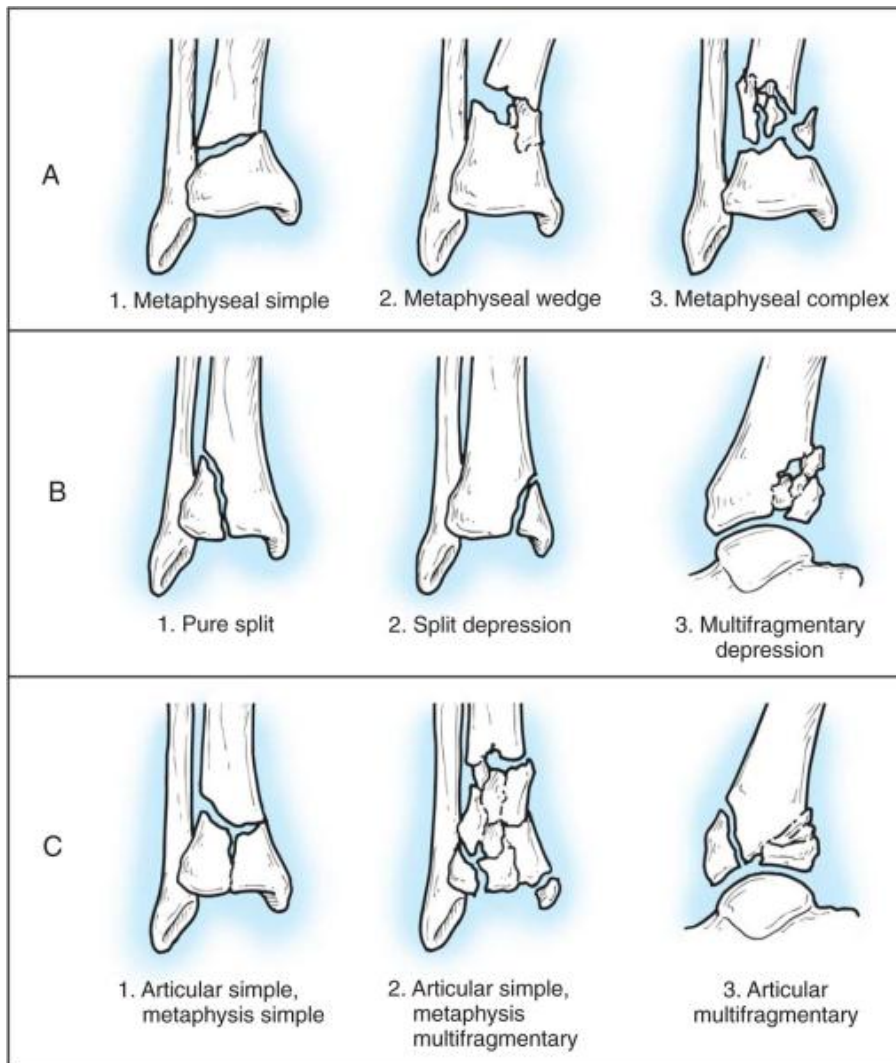 A
1. Metaphyseal simple
2. Metaphyseal wedge
3. Metaphyseal complex
B
1. Pure split
2. Split depression
3. Multifragmentary
depression
C
1. Articular simple,
metaphysis simple
2. Articular simple,
metaphysis
multifragmentary
3. Articular
multifragmentary